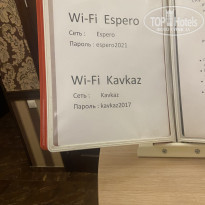 Wi-Fi Espero
Сеть : Espero
Пароль : espero2021
Wi-Fi Kavkaz
Сеть : Kavkaz
Пароль : kavkaz2017